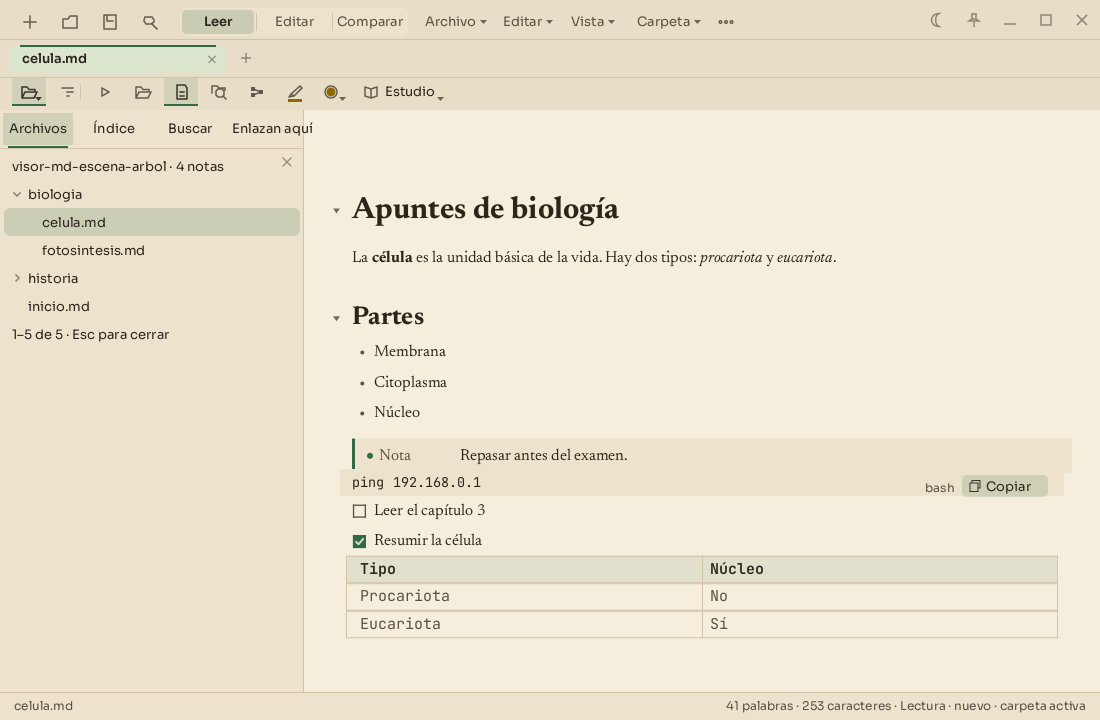 Leer Editar Comparar Archivo Editar Vista Carpeta
celula.md
Estudio
Archivos Índice Buscar Enlazan aquí
visor-md-escena-arbol · 4 notas
biologia
celula.md
fotosintesis.md
historia
inicio.md
1–5 de 5 · Esc para cerrar
Apuntes de biología
La célula es la unidad básica de la vida. Hay dos tipos: procariota y eucariota.
Partes
• Membrana
• Citoplasma
• Núcleo
Nota Repasar antes del examen.
ping 192.168.0.1 bash Copiar
Leer el capítulo 3
Resumir la célula
Tipo Núcleo
Procariota No
Eucariota Sí
celula.md 41 palabras · 253 caracteres · Lectura · nuevo · carpeta activa